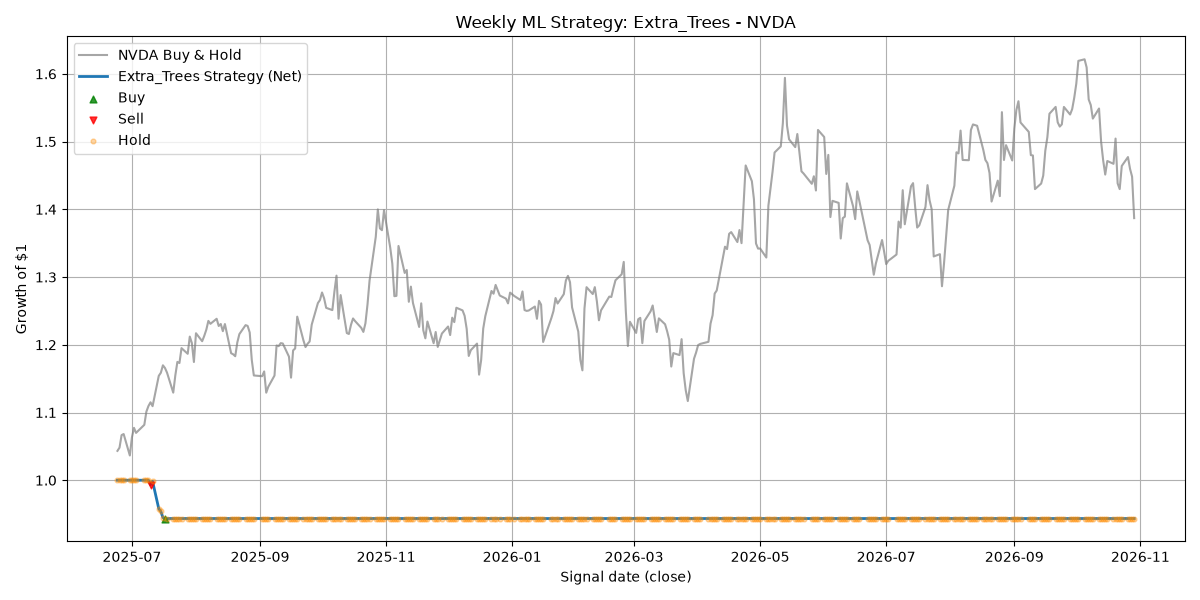 Weekly ML Strategy: Extra_Trees - NVDA
NVDA Buy & Hold
Extra_Trees Strategy (Net)
Buy
Sell
Hold
Growth of $1
1.6
1.5
1.4
1.3
1.2
1.1
1.0
2025-07
2025-09
2025-11
2026-01
2026-03
2026-05
2026-07
2026-09
2026-11
Signal date (close)